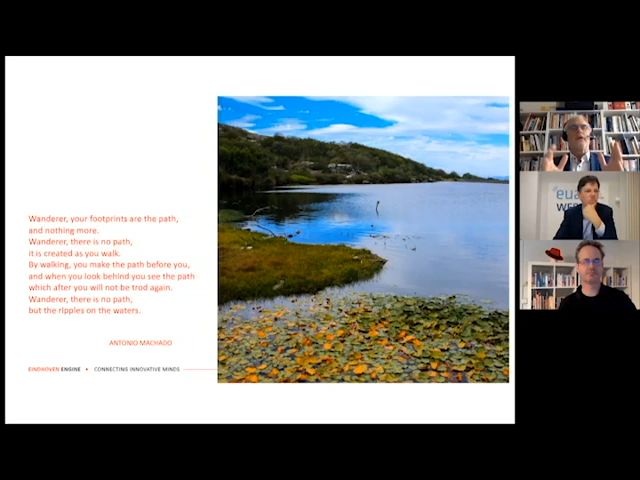 Wanderer, your footprints are the path,
and nothing more.
Wanderer, there is no path,
it is created as you walk.
By walking, you make the path before you,
and when you look behind you see the path
which after you will not be trod again.
Wanderer, there is no path,
but the ripples on the waters.
ANTONIO MACHADO
EINDHOVEN ENGINE • CONNECTING INNOVATIVE MINDS